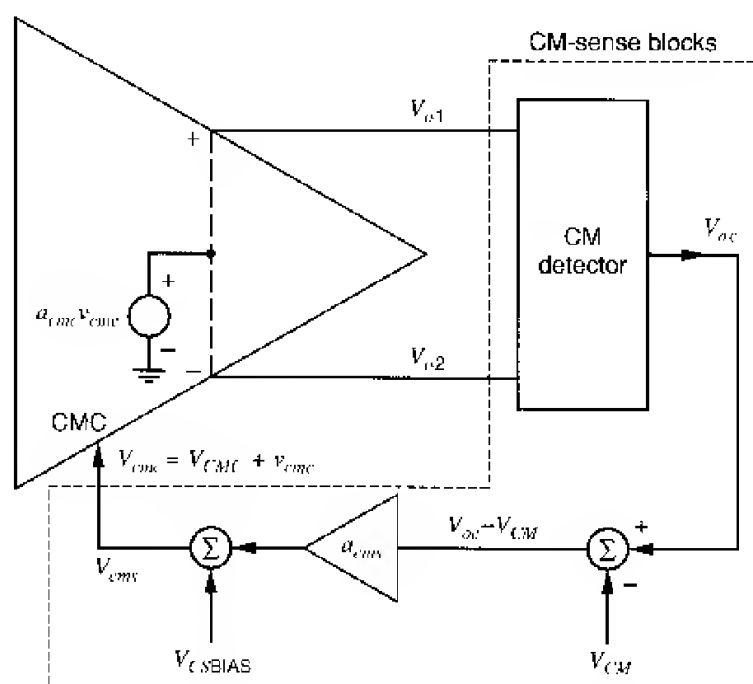 CM-sense blocks
V_o1
+
CM
detector
V_oc
+
a_cmc v_cmc
−
−
V_o2
CMC
V_cmc = V_CMC + v_cmc
Σ
a_cms
V_oc − V_CM
+
Σ
−
V_cms
V_CSBIAS
V_CM